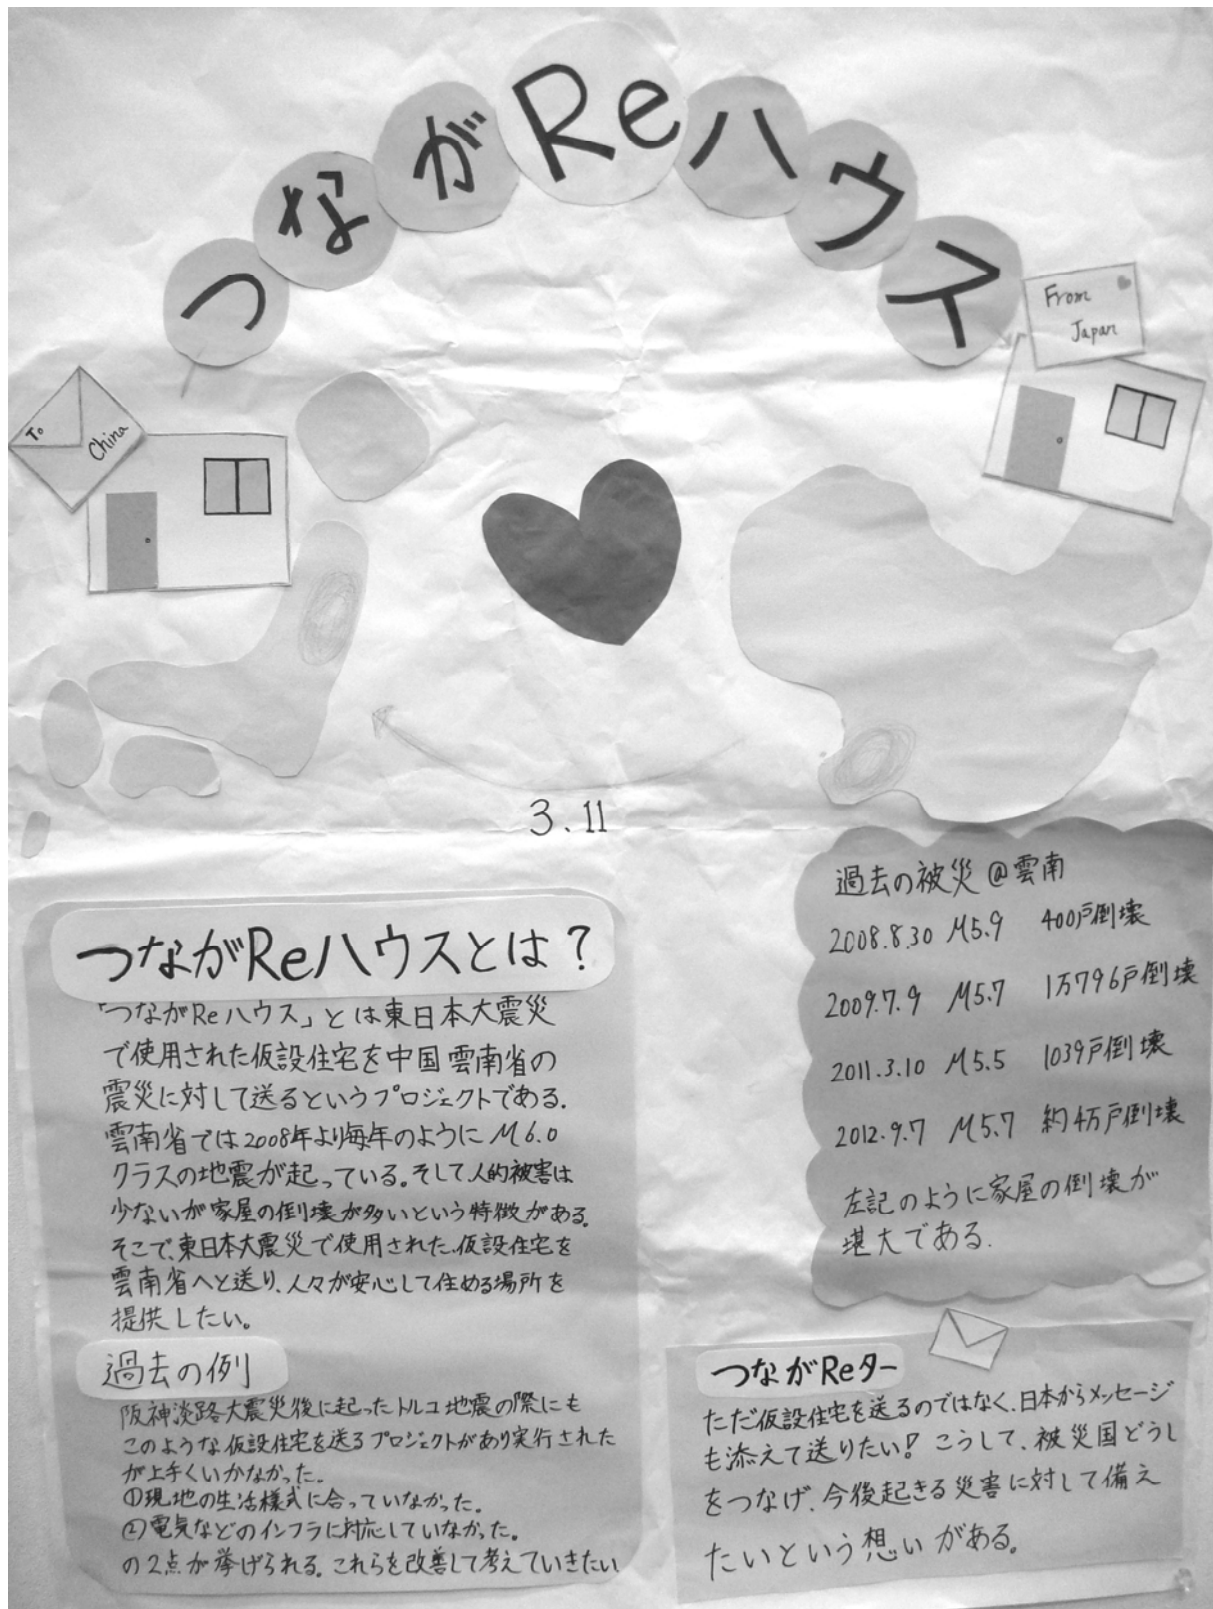 つながReハウス
From
Japan
To
China
3.11
過去の被災@雲南
2008.8.30 M5.9 400戸倒壊
2009.7.9 M5.7 1万796戸倒壊
2011.3.10 M5.5 1039戸倒壊
2012.9.7 M5.7 約4万戸倒壊
左記のように家屋の倒壊が
堪大である.
つながReハウスとは?
「つながReハウス」とは東日本大震災
で使用された仮設住宅を中国雲南省の
震災に対して送るというプロジェクトである.
雲南省では2008年より毎年のようにM6.0
クラスの地震が起っている。そして人的被害は
少ないが家屋の倒壊が多いという特徴がある。
そこで、東日本大震災で使用された、仮設住宅を
雲南省へと送り、人々が安心して住める場所を
提供したい。
過去の例
阪神淡路大震災後に起ったトルコ地震の際にも
このような仮設住宅を送るプロジェクトがあり実行された
が上手くいかなかった.
①現地の生活様式に合っていなかった。
②電気などのインフラに対応していなかった。
の2点が挙げられる。これらを改善して考えていきたい
つながReター
ただ仮設住宅を送るのではなく、日本からメッセージ
も添えて送りたい! こうして、被災国どうし
をつなげ、今後起きる災害に対して備え
たいという想いがある。